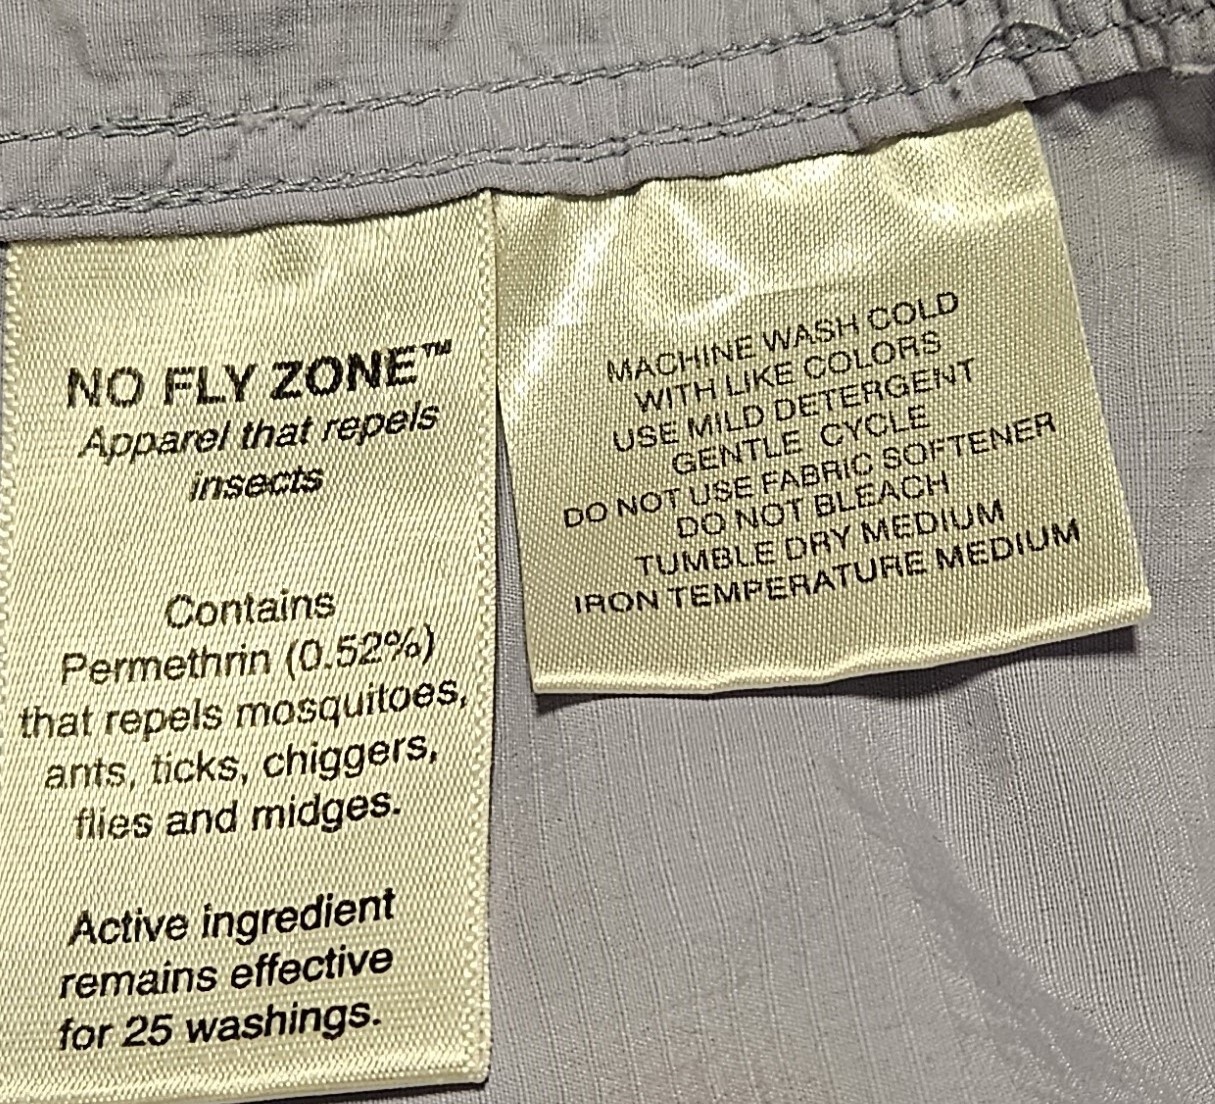 NO FLY ZONE™
Apparel that repels
insects
Contains
Permethrin (0.52%)
that repels mosquitoes,
ants, ticks, chiggers,
flies and midges.
Active ingredient
remains effective
for 25 washings.
MACHINE WASH COLD
WITH LIKE COLORS
USE MILD DETERGENT
GENTLE CYCLE
DO NOT USE FABRIC SOFTENER
DO NOT BLEACH
TUMBLE DRY MEDIUM
IRON TEMPERATURE MEDIUM